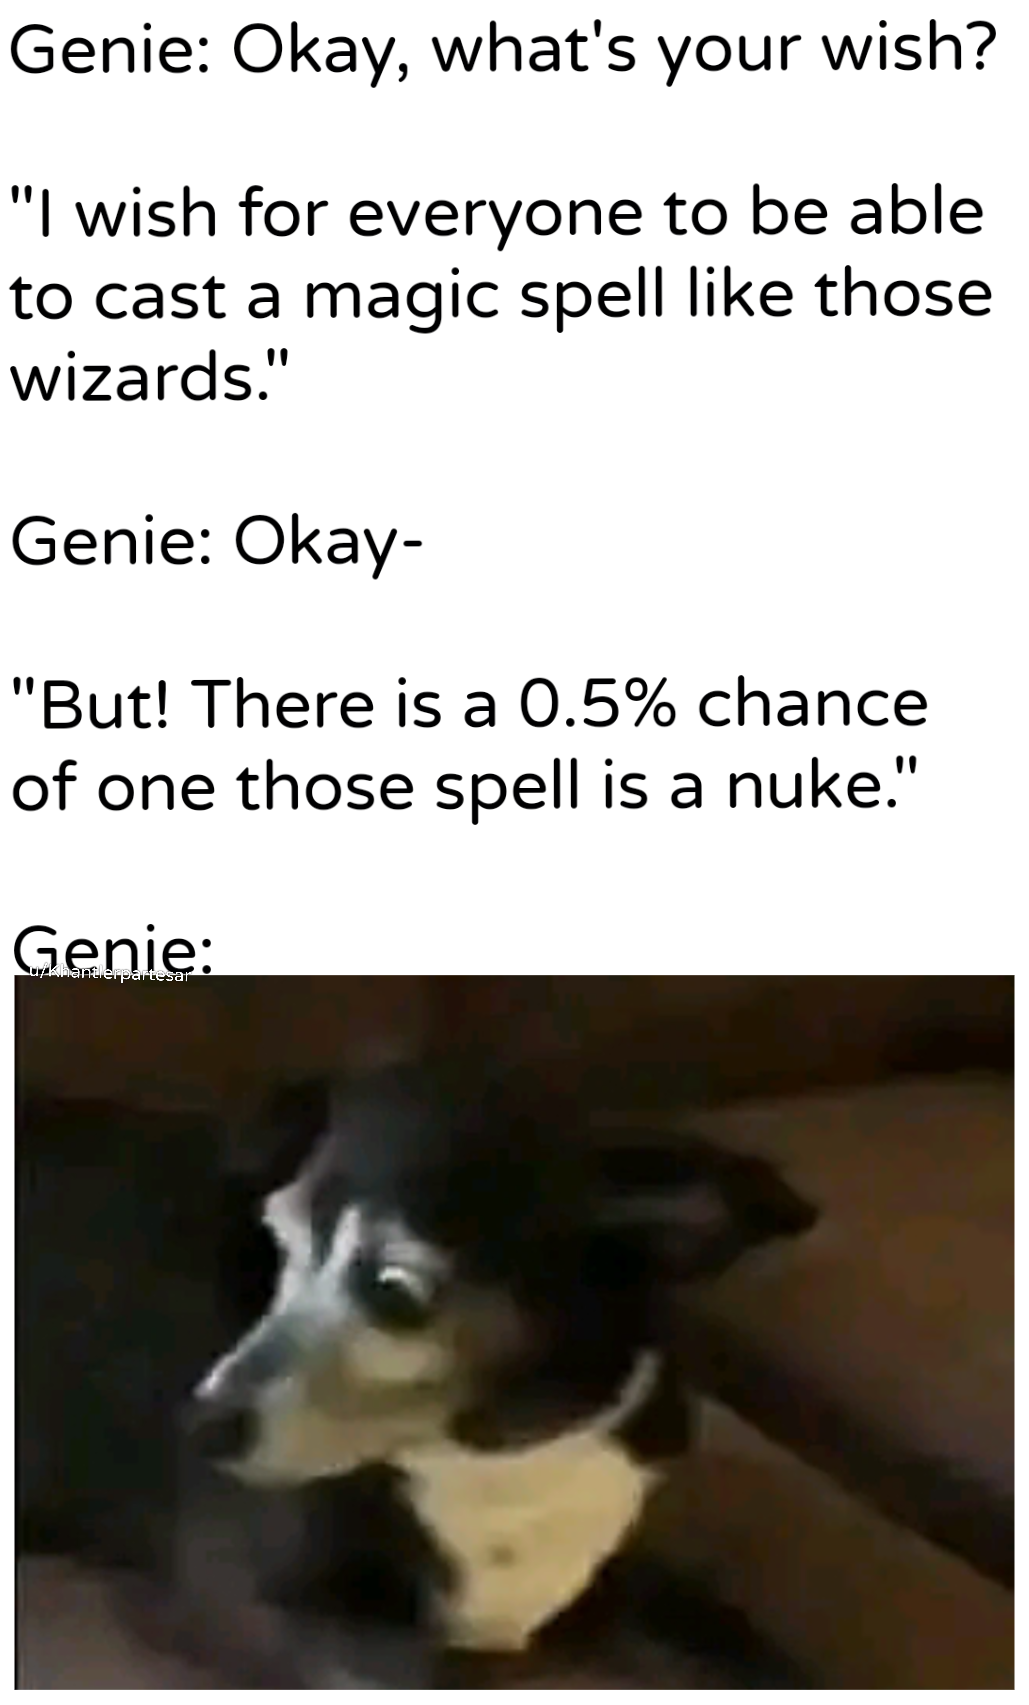 Genie: Okay, what's your wish?
"I wish for everyone to be able
to cast a magic spell like those
wizards."
Genie: Okay-
"But! There is a 0.5% chance
of one those spell is a nuke."
Genie:
u/Khantlerpartesar